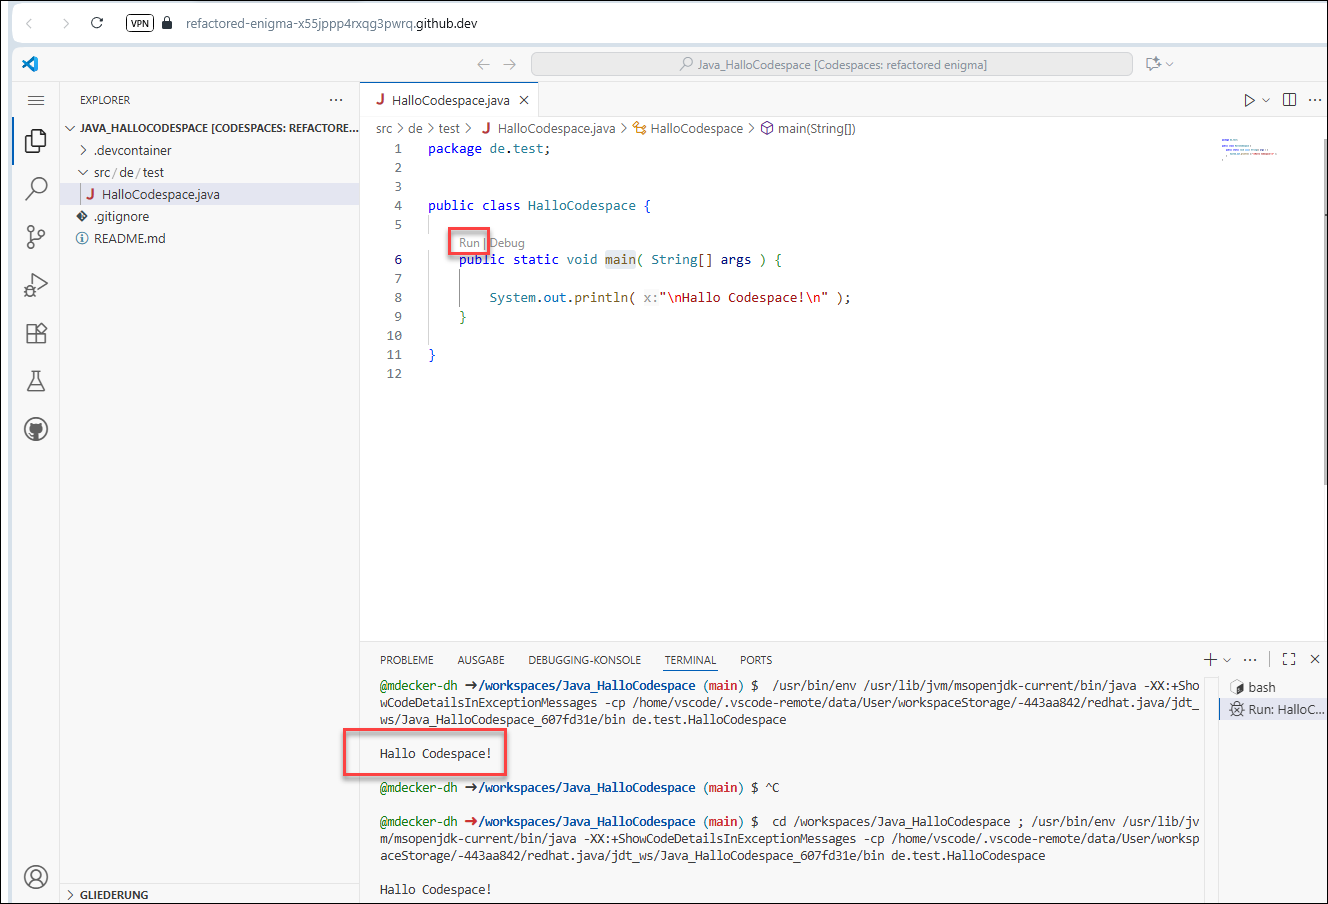 VPN refactored-enigma-x55jppp4rxqg3pwrq.github.dev
Java_HalloCodespace [Codespaces: refactored enigma]
EXPLORER
JAVA_HALLOCODESPACE [CODESPACES: REFACTORE...
.devcontainer
src / de / test
J HalloCodespace.java
.gitignore
README.md
GLIEDERUNG
J HalloCodespace.java
src > de > test > J HalloCodespace.java > HalloCodespace > main(String[])
1 package de.test;
2
3
4 public class HalloCodespace {
5
Run | Debug
6 public static void main( String[] args ) {
7
8 System.out.println( x:"\nHallo Codespace!\n" );
9 }
10
11 }
12
PROBLEME AUSGABE DEBUGGING-KONSOLE TERMINAL PORTS
@mdecker-dh ➜/workspaces/Java_HalloCodespace (main) $ /usr/bin/env /usr/lib/jvm/msopenjdk-current/bin/java -XX:+Sho
wCodeDetailsInExceptionMessages -cp /home/vscode/.vscode-remote/data/User/workspaceStorage/-443aa842/redhat.java/jdt_
ws/Java_HalloCodespace_607fd31e/bin de.test.HalloCodespace
Hallo Codespace!
@mdecker-dh ➜/workspaces/Java_HalloCodespace (main) $ ^C
@mdecker-dh ➜/workspaces/Java_HalloCodespace (main) $ cd /workspaces/Java_HalloCodespace ; /usr/bin/env /usr/lib/jv
m/msopenjdk-current/bin/java -XX:+ShowCodeDetailsInExceptionMessages -cp /home/vscode/.vscode-remote/data/User/worksp
aceStorage/-443aa842/redhat.java/jdt_ws/Java_HalloCodespace_607fd31e/bin de.test.HalloCodespace
Hallo Codespace!
bash
Run: HalloC...